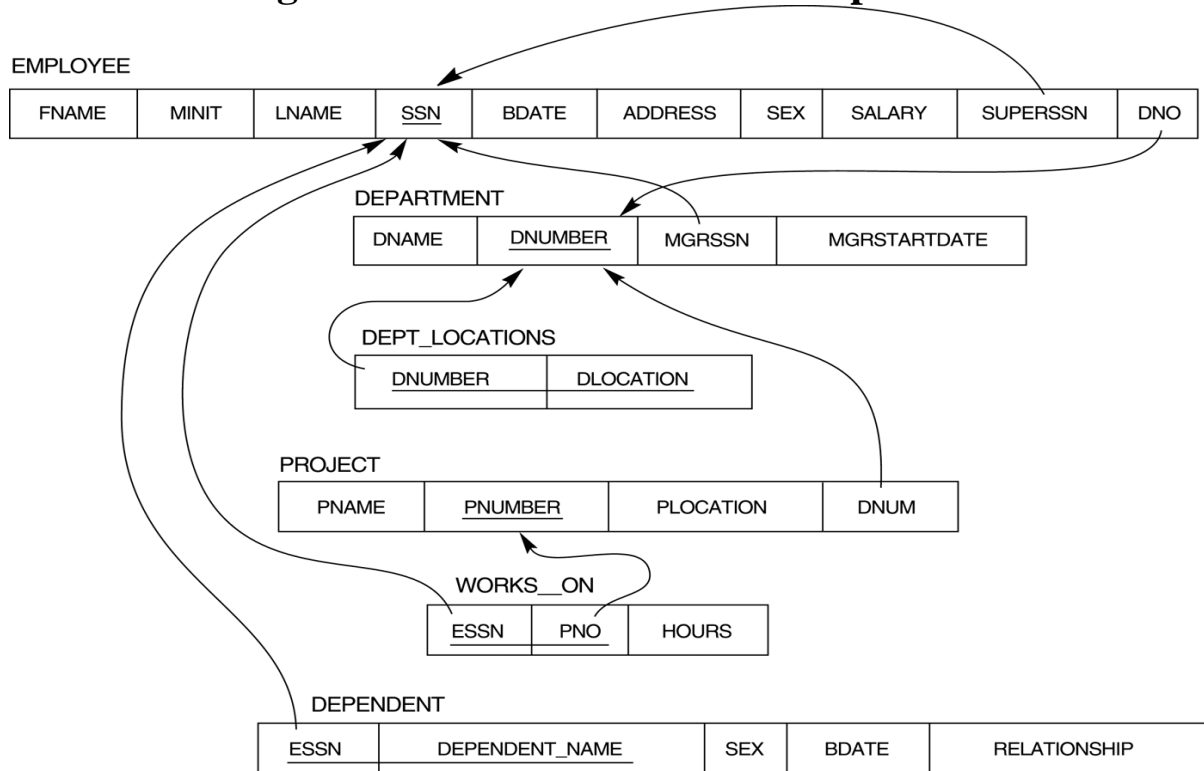 EMPLOYEE
FNAME MINIT LNAME SSN BDATE ADDRESS SEX SALARY SUPERSSN DNO
DEPARTMENT
DNAME DNUMBER MGRSSN MGRSTARTDATE
DEPT_LOCATIONS
DNUMBER DLOCATION
PROJECT
PNAME PNUMBER PLOCATION DNUM
WORKS__ON
ESSN PNO HOURS
DEPENDENT
ESSN DEPENDENT_NAME SEX BDATE RELATIONSHIP